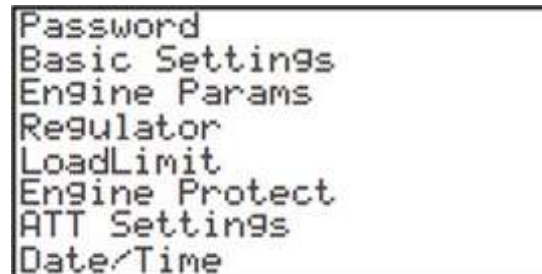 Password
Basic Settings
Engine Params
Regulator
LoadLimit
Engine Protect
ATT Settings
Date/Time